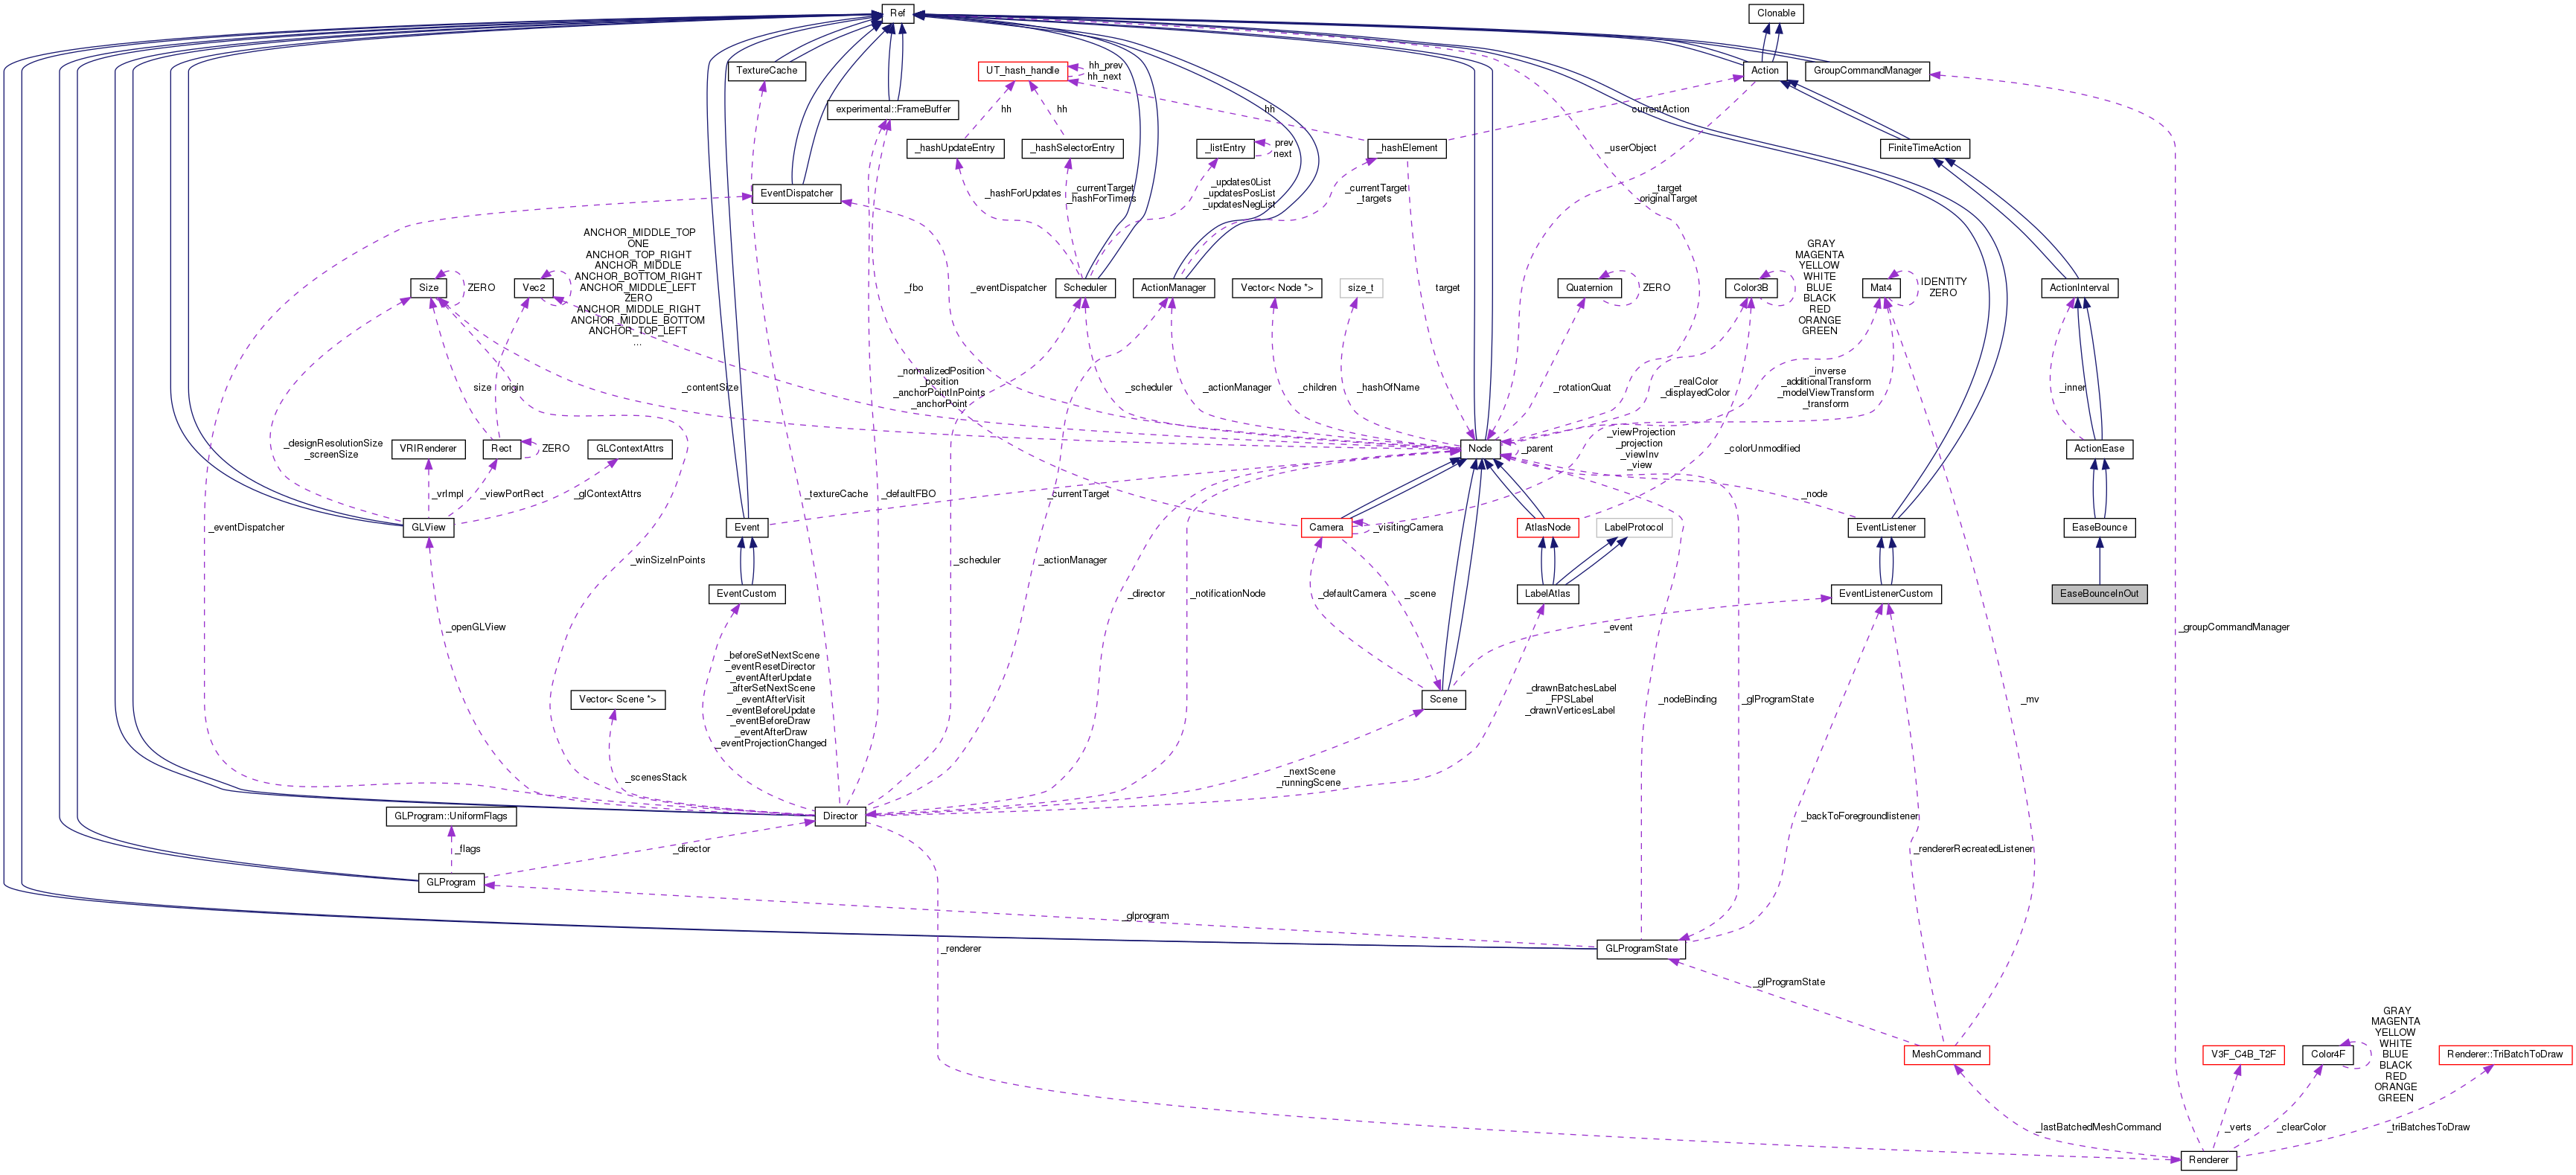 Ref
Clonable
TextureCache
UT_hash_handle
hh_prev
hh_next
Action
GroupCommandManager
experimental::FrameBuffer
hh
hh
hh
currentAction
_hashUpdateEntry
_hashSelectorEntry
_listEntry
prev
next
_hashElement
_userObject
FiniteTimeAction
EventDispatcher
_hashForUpdates
_currentTarget
_hashForTimers
_updates0List
_updatesPosList
_updatesNegList
_currentTarget
_targets
_target
_originalTarget
ANCHOR_MIDDLE_TOP
ONE
ANCHOR_TOP_RIGHT
ANCHOR_MIDDLE
ANCHOR_BOTTOM_RIGHT
ANCHOR_MIDDLE_LEFT
ZERO
ANCHOR_MIDDLE_RIGHT
ANCHOR_MIDDLE_BOTTOM
ANCHOR_TOP_LEFT
...
Size
ZERO
Vec2
_fbo
_eventDispatcher
Scheduler
ActionManager
Vector< Node *>
size_t
target
Quaternion
ZERO
Color3B
GRAY
MAGENTA
YELLOW
WHITE
BLUE
BLACK
RED
ORANGE
GREEN
Mat4
IDENTITY
ZERO
ActionInterval
size
origin
_contentSize
_normalizedPosition
_position
_anchorPointInPoints
_anchorPoint
_scheduler
_actionManager
_children
_hashOfName
_rotationQuat
_realColor
_displayedColor
_inverse
_additionalTransform
_modelViewTransform
_transform
_inner
_designResolutionSize
_screenSize
VRIRenderer
Rect
ZERO
GLContextAttrs
Node
_parent
_viewProjection
_projection
_viewInv
_view
_colorUnmodified
ActionEase
_vrImpl
_viewPortRect
_glContextAttrs
_textureCache
_defaultFBO
_currentTarget
_node
_eventDispatcher
GLView
Event
Camera
_visitingCamera
AtlasNode
LabelProtocol
EventListener
EaseBounce
_winSizeInPoints
_scheduler
_actionManager
EventCustom
_director
_notificationNode
_defaultCamera
_scene
LabelAtlas
EventListenerCustom
EaseBounceInOut
_openGLView
_event
_groupCommandManager
_beforeSetNextScene
_eventResetDirector
_eventAfterUpdate
_afterSetNextScene
_eventAfterVisit
_eventBeforeUpdate
_eventBeforeDraw
_eventAfterDraw
_eventProjectionChanged
Vector< Scene *>
Scene
_drawnBatchesLabel
_FPSLabel
_drawnVerticesLabel
_nodeBinding
_glProgramState
_mv
_scenesStack
_nextScene
_runningScene
GLProgram::UniformFlags
Director
_backToForegroundlistener
_flags
_director
_rendererRecreatedListener
GLProgram
_glprogram
_renderer
GLProgramState
_glProgramState
GRAY
MAGENTA
YELLOW
WHITE
BLUE
BLACK
RED
ORANGE
GREEN
MeshCommand
V3F_C4B_T2F
Color4F
Renderer::TriBatchToDraw
_lastBatchedMeshCommand
_verts
_clearColor
_triBatchesToDraw
Renderer